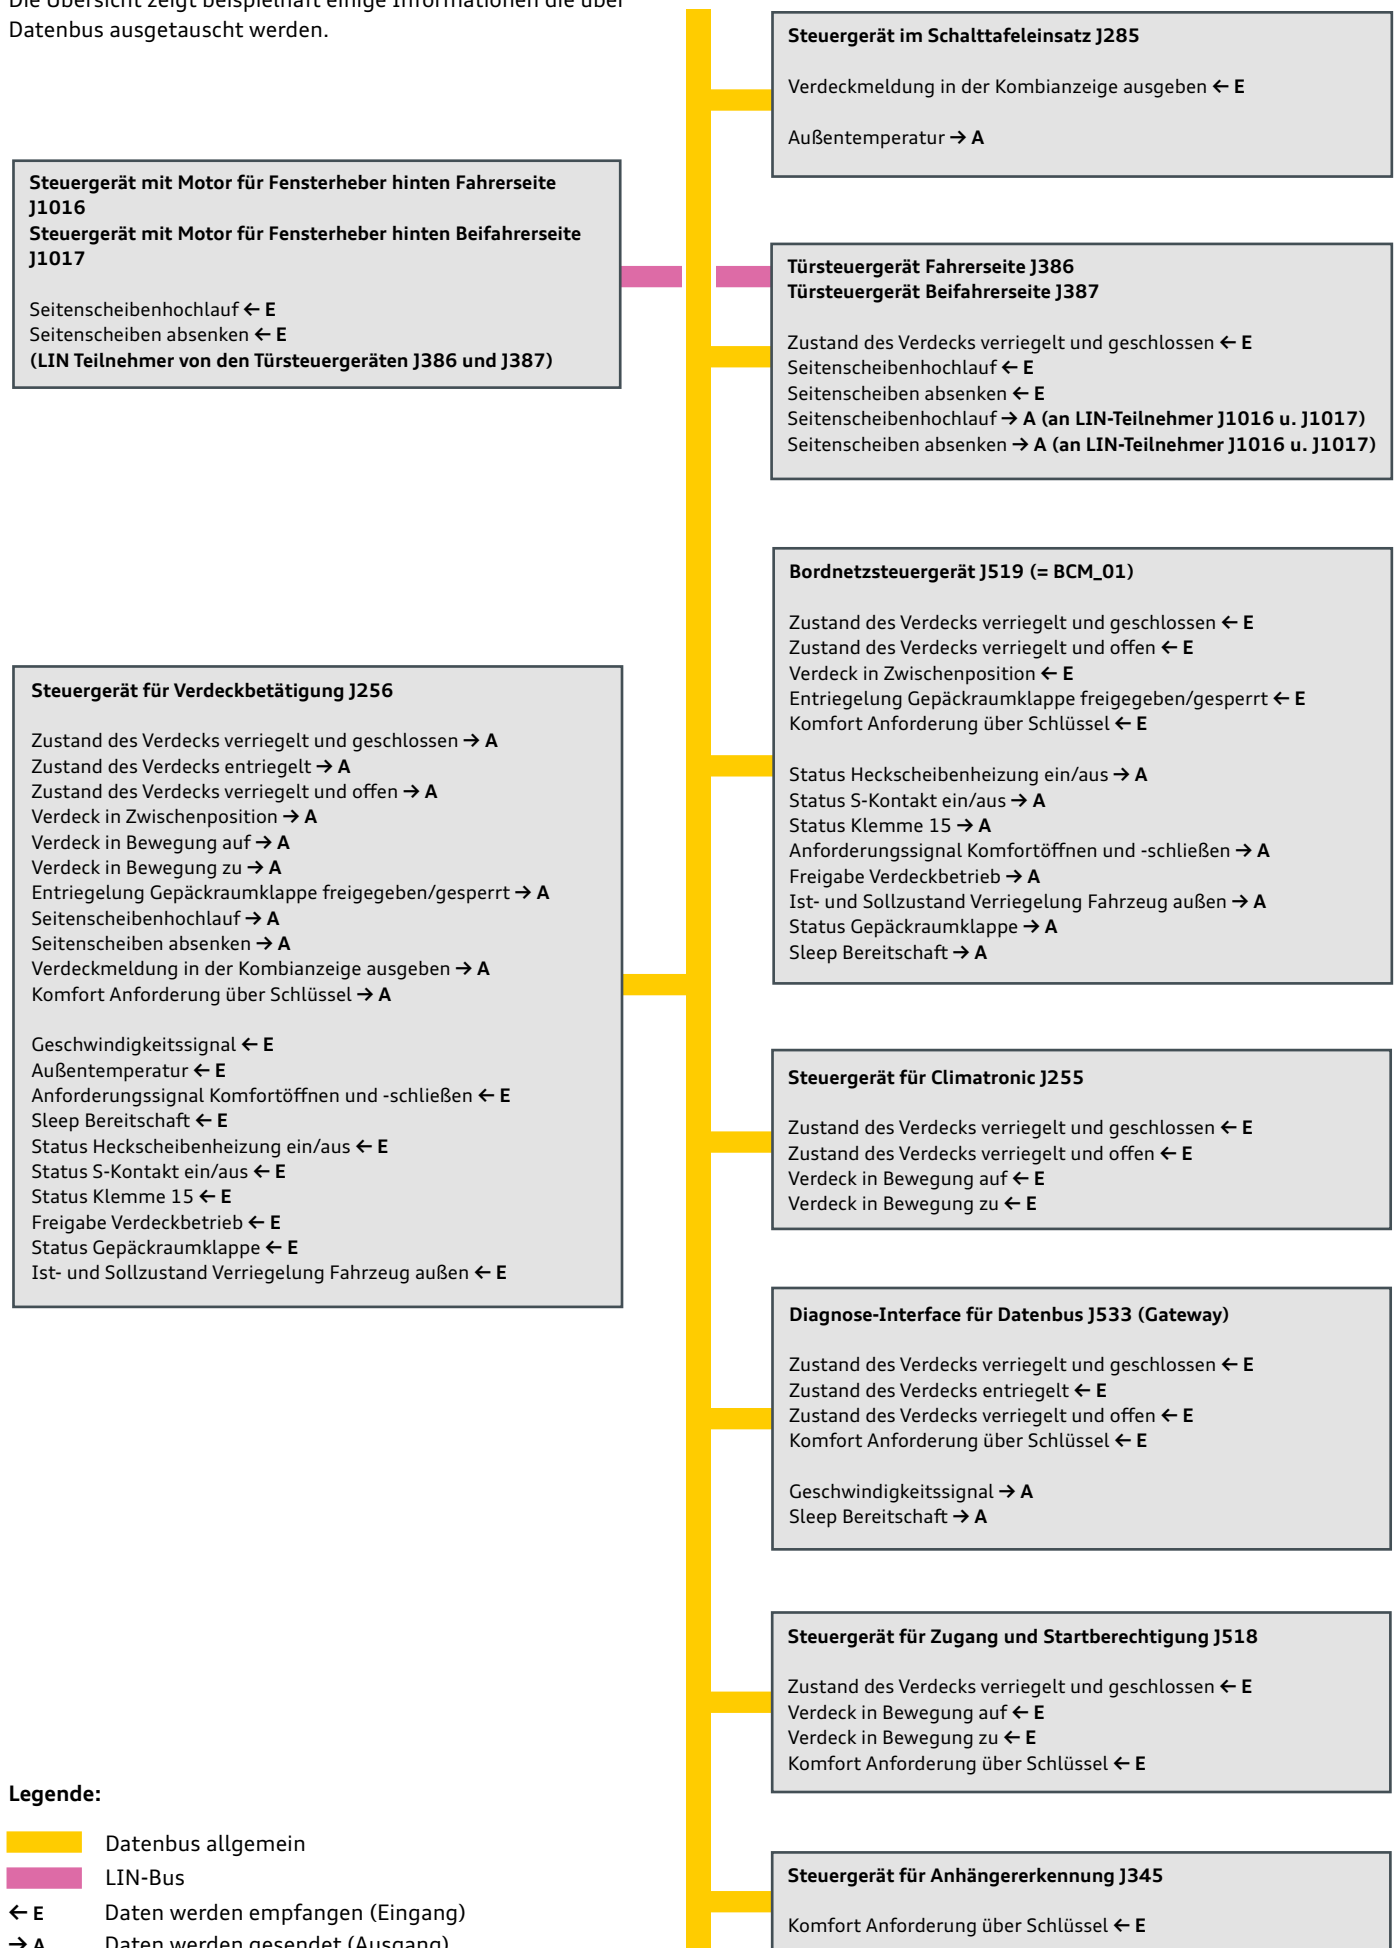 Die Übersicht zeigt beispielhaft einige Informationen die über
Datenbus ausgetauscht werden.
Steuergerät im Schalttafeleinsatz J285
Verdeckmeldung in der Kombianzeige ausgeben ← E
Außentemperatur → A
Steuergerät mit Motor für Fensterheber hinten Fahrerseite
J1016
Steuergerät mit Motor für Fensterheber hinten Beifahrerseite
J1017
Seitenscheibenhochlauf ← E
Seitenscheiben absenken ← E
(LIN Teilnehmer von den Türsteuergeräten J386 und J387)
Türsteuergerät Fahrerseite J386
Türsteuergerät Beifahrerseite J387
Zustand des Verdecks verriegelt und geschlossen ← E
Seitenscheibenhochlauf ← E
Seitenscheiben absenken ← E
Seitenscheibenhochlauf → A (an LIN-Teilnehmer J1016 u. J1017)
Seitenscheiben absenken → A (an LIN-Teilnehmer J1016 u. J1017)
Bordnetzsteuergerät J519 (= BCM_01)
Zustand des Verdecks verriegelt und geschlossen ← E
Zustand des Verdecks verriegelt und offen ← E
Verdeck in Zwischenposition ← E
Entriegelung Gepäckraumklappe freigegeben/gesperrt ← E
Komfort Anforderung über Schlüssel ← E
Status Heckscheibenheizung ein/aus → A
Status S-Kontakt ein/aus → A
Status Klemme 15 → A
Anforderungssignal Komfortöffnen und -schließen → A
Freigabe Verdeckbetrieb → A
Ist- und Sollzustand Verriegelung Fahrzeug außen → A
Status Gepäckraumklappe → A
Sleep Bereitschaft → A
Steuergerät für Verdeckbetätigung J256
Zustand des Verdecks verriegelt und geschlossen → A
Zustand des Verdecks entriegelt → A
Zustand des Verdecks verriegelt und offen → A
Verdeck in Zwischenposition → A
Verdeck in Bewegung auf → A
Verdeck in Bewegung zu → A
Entriegelung Gepäckraumklappe freigegeben/gesperrt → A
Seitenscheibenhochlauf → A
Seitenscheiben absenken → A
Verdeckmeldung in der Kombianzeige ausgeben → A
Komfort Anforderung über Schlüssel → A
Geschwindigkeitssignal ← E
Außentemperatur ← E
Anforderungssignal Komfortöffnen und -schließen ← E
Sleep Bereitschaft ← E
Status Heckscheibenheizung ein/aus ← E
Status S-Kontakt ein/aus ← E
Status Klemme 15 ← E
Freigabe Verdeckbetrieb ← E
Status Gepäckraumklappe ← E
Ist- und Sollzustand Verriegelung Fahrzeug außen ← E
Steuergerät für Climatronic J255
Zustand des Verdecks verriegelt und geschlossen ← E
Zustand des Verdecks verriegelt und offen ← E
Verdeck in Bewegung auf ← E
Verdeck in Bewegung zu ← E
Diagnose-Interface für Datenbus J533 (Gateway)
Zustand des Verdecks verriegelt und geschlossen ← E
Zustand des Verdecks entriegelt ← E
Zustand des Verdecks verriegelt und offen ← E
Komfort Anforderung über Schlüssel ← E
Geschwindigkeitssignal → A
Sleep Bereitschaft → A
Steuergerät für Zugang und Startberechtigung J518
Zustand des Verdecks verriegelt und geschlossen ← E
Verdeck in Bewegung auf ← E
Verdeck in Bewegung zu ← E
Komfort Anforderung über Schlüssel ← E
Steuergerät für Anhängererkennung J345
Komfort Anforderung über Schlüssel ← E
Legende:
Datenbus allgemein
LIN-Bus
← E Daten werden empfangen (Eingang)
→ A Daten werden gesendet (Ausgang)